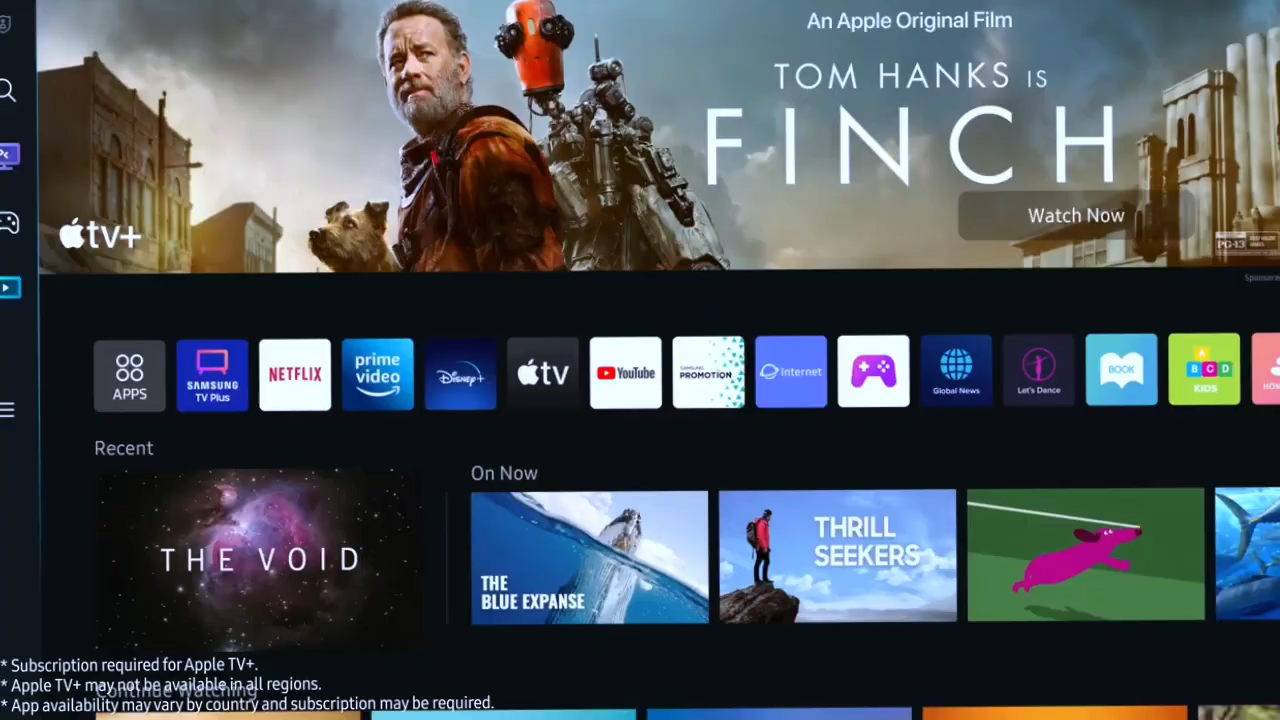 An Apple Original Film
TOM HANKS IS
FINCH
Watch Now
tv+
PG-13
APPS
SAMSUNG
TV Plus
NETFLIX
prime
video
Disney+
tv
YouTube
SAMSUNG
PROMOTION
Internet
Global News
Let's Dance
BOOK
A
B C D
KIDS
Recent
THE VOID
On Now
THE
BLUE EXPANSE
THRILL
SEEKERS
* Subscription required for Apple TV+.
* Apple TV+ may not be available in all regions.
Continue Watching
* App availability may vary by country and subscription may be required.